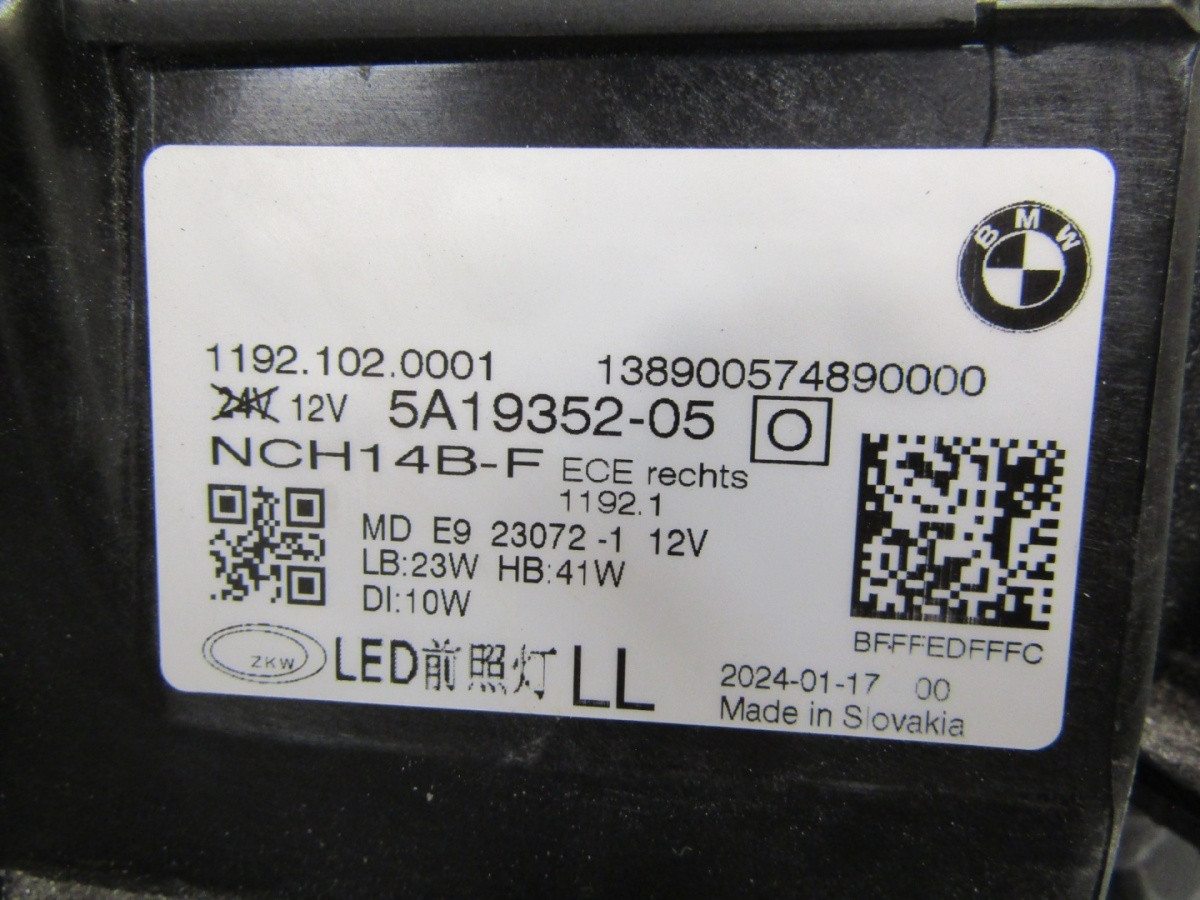 BMW
1192.102.0001 138900574890000
24V 12V 5A19352-05 O
NCH14B-F ECE rechts
1192.1
MD E9 23072 -1 12V
LB:23W HB:41W
DI:10W
BFFFEDFFFC
ZKW LED前照灯 LL
2024-01-17 00
Made in Slovakia